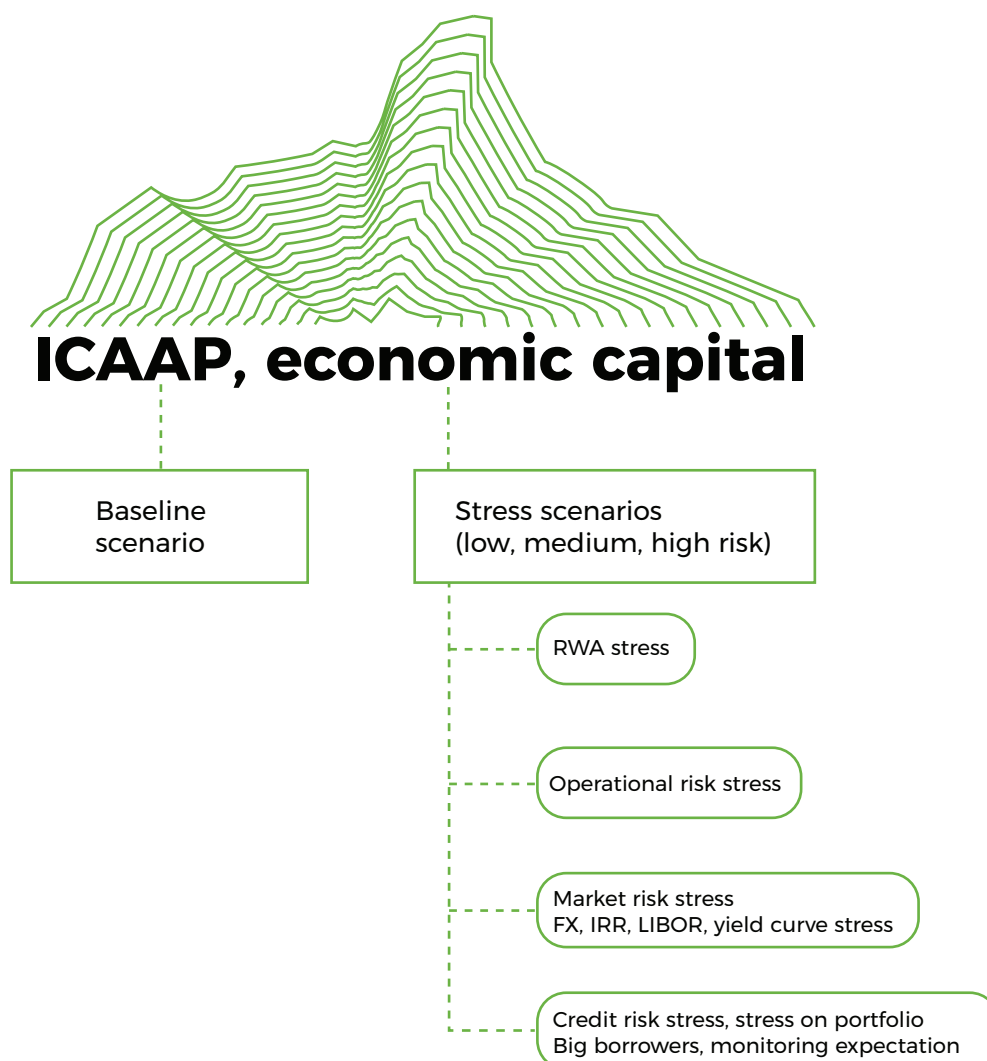 ICAAP, economic capital
Baseline
scenario
Stress scenarios
(low, medium, high risk)
RWA stress
Operational risk stress
Market risk stress
FX, IRR, LIBOR, yield curve stress
Credit risk stress, stress on portfolio
Big borrowers, monitoring expectation